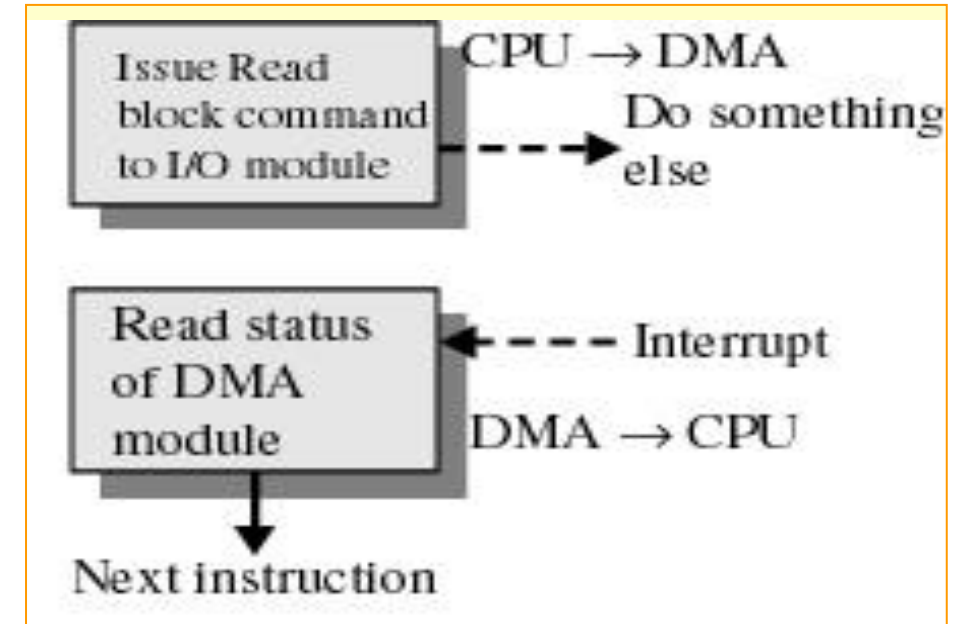 Issue Read
block command
to I/O module
CPU → DMA
Do something
else
Read status
of DMA
module
Interrupt
DMA → CPU
Next instruction